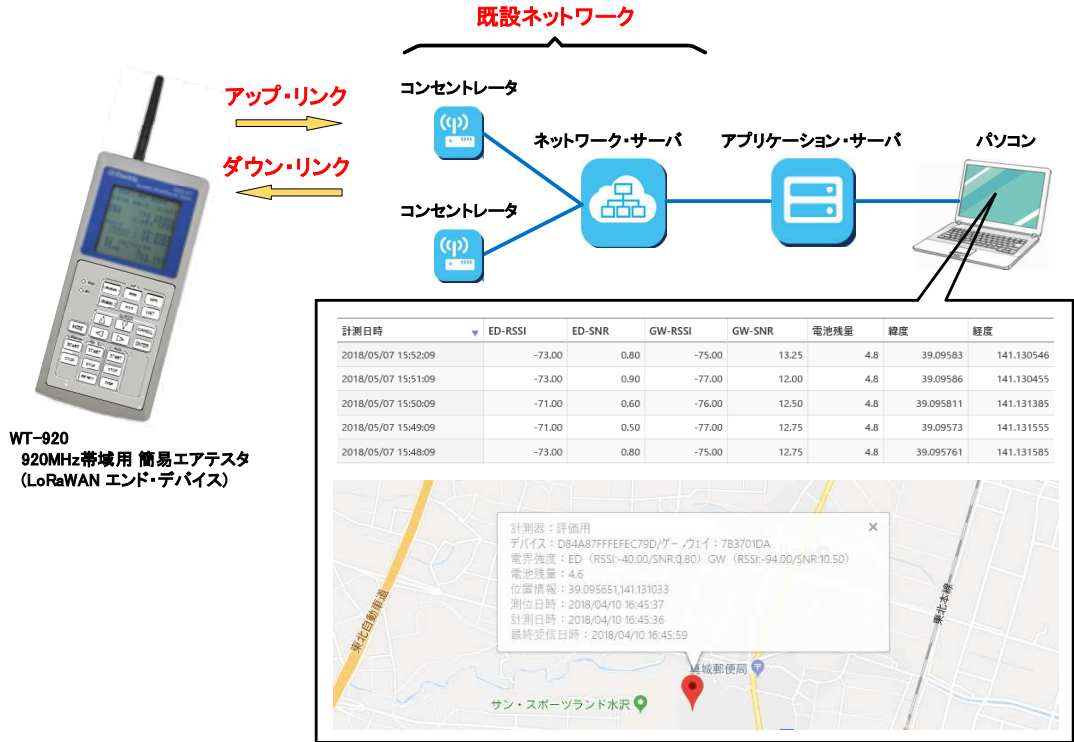 既設ネットワーク
アップ・リンク
ダウン・リンク
コンセントレータ
コンセントレータ
ネットワーク・サーバ
アプリケーション・サーバ
パソコン
WT-920
920MHz帯域用 簡易エアテスタ
(LoRaWAN エンド・デバイス)
MODE
CANCEL
ENTER
START
START
START
STOP
STOP
STOP
計測日時 ED-RSSI ED-SNR GW-RSSI GW-SNR 電池残量 緯度 経度
2018/05/07 15:52:09 -73.00 0.80 -75.00 13.25 4.8 39.09583 141.130546
2018/05/07 15:51:09 -73.00 0.90 -77.00 12.00 4.8 39.09586 141.130455
2018/05/07 15:50:09 -71.00 0.60 -76.00 12.50 4.8 39.095811 141.131385
2018/05/07 15:49:09 -71.00 0.50 -77.00 12.75 4.8 39.09573 141.131555
2018/05/07 15:48:09 -73.00 0.80 -75.00 12.75 4.8 39.095761 141.131585
計測器：評価用
デバイス：D84A87FFFEFEC79D/ゲートウェイ：7B3701DA
電界強度：ED（RSSI:-40.00/SNR:0.80）GW（RSSI:-94.00/SNR:10.50）
電池残量：4.6
位置情報：39.095651,141.131033
測位日時：2018/04/10 16:45:37
計測日時：2018/04/10 16:45:36
最終受信日時：2018/04/10 16:45:59
東北自動車道
東北本線
真城郵便局
サン・スポーツランド水沢